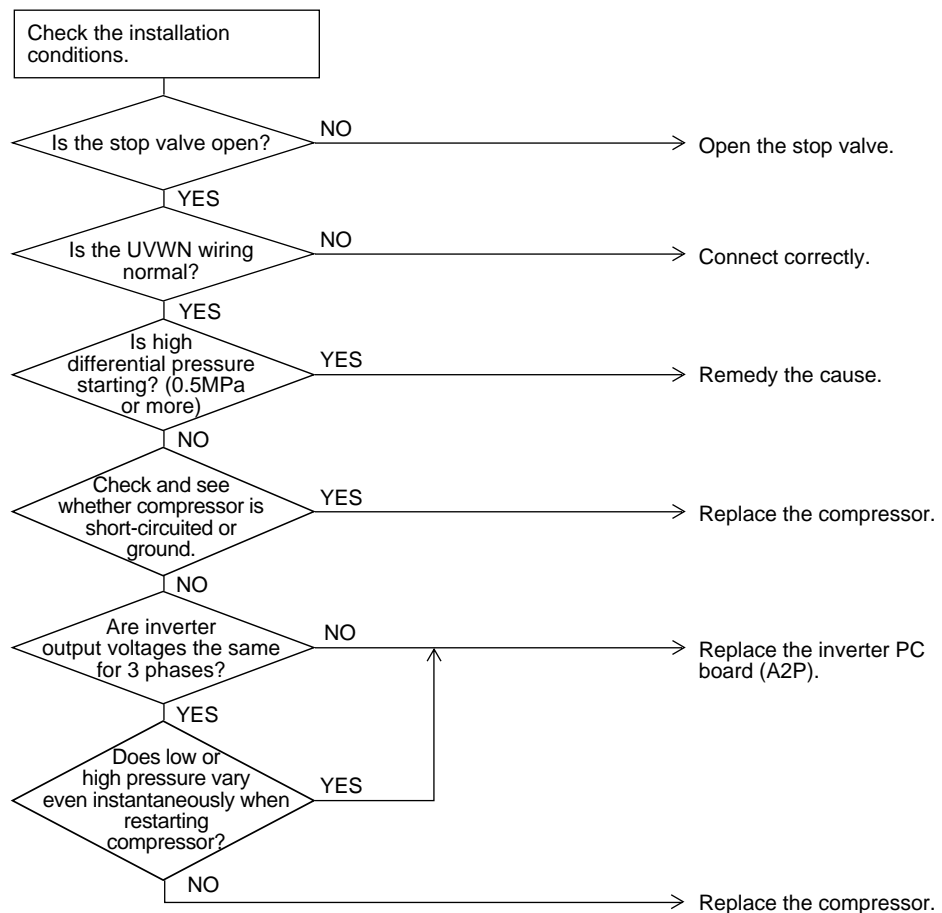 Check the installation
conditions.
Is the stop valve open?
NO
Open the stop valve.
YES
Is the UVWN wiring
normal?
NO
Connect correctly.
YES
Is high
differential pressure
starting? (0.5MPa
or more)
YES
Remedy the cause.
NO
Check and see
whether compressor is
short-circuited or
ground.
YES
Replace the compressor.
NO
Are inverter
output voltages the same
for 3 phases?
NO
Replace the inverter PC
board (A2P).
YES
Does low or
high pressure vary
even instantaneously when
restarting
compressor?
YES
NO
Replace the compressor.